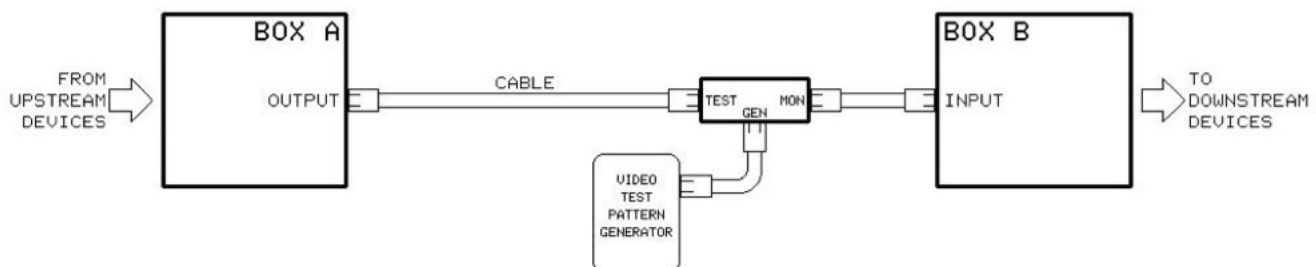 BOX A
FROM
UPSTREAM
DEVICES
OUTPUT
CABLE
TEST
GEN
MON
VIDEO
TEST
PATTERN
GENERATOR
BOX B
INPUT
TO
DOWNSTREAM
DEVICES